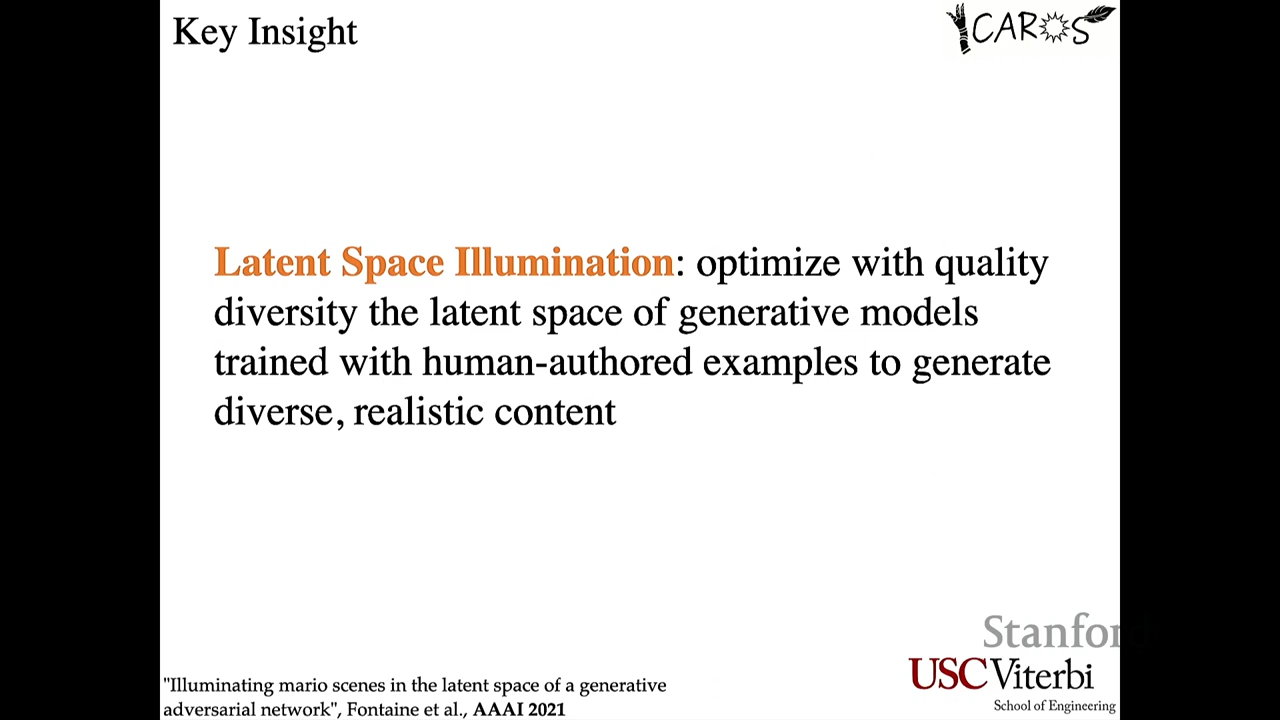 Key Insight
ICAROS
Latent Space Illumination: optimize with quality
diversity the latent space of generative models
trained with human-authored examples to generate
diverse, realistic content
Stanford
USC Viterbi
School of Engineering
"Illuminating mario scenes in the latent space of a generative
adversarial network", Fontaine et al., AAAI 2021